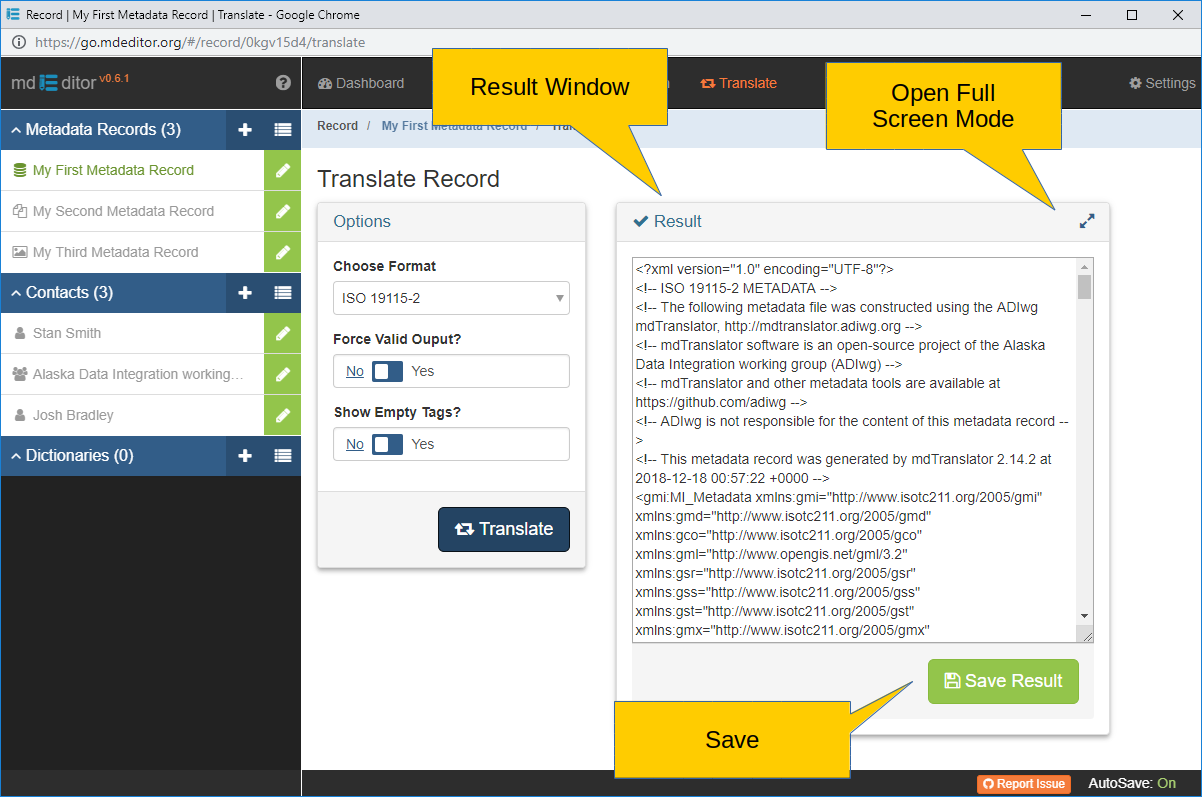 Record | My First Metadata Record | Translate - Google Chrome
https://go.mdeditor.org/#/record/0kgv15d4/translate
md ditor v0.6.1
Dashboard
Translate
Settings
Result Window
Open Full
Screen Mode
Metadata Records (3)
My First Metadata Record
My Second Metadata Record
My Third Metadata Record
Contacts (3)
Stan Smith
Alaska Data Integration working...
Josh Bradley
Dictionaries (0)
Record / My First Metadata Record /
Translate Record
Options
Choose Format
ISO 19115-2
Force Valid Ouput?
No Yes
Show Empty Tags?
No Yes
Translate
Result
<?xml version="1.0" encoding="UTF-8"?>
<!-- ISO 19115-2 METADATA -->
<!-- The following metadata file was constructed using the ADIwg
mdTranslator, http://mdtranslator.adiwg.org -->
<!-- mdTranslator software is an open-source project of the Alaska
Data Integration working group (ADIwg) -->
<!-- mdTranslator and other metadata tools are available at
https://github.com/adiwg -->
<!-- ADIwg is not responsible for the content of this metadata record --
>
<!-- This metadata record was generated by mdTranslator 2.14.2 at
2018-12-18 00:57:22 +0000 -->
<gmi:MI_Metadata xmlns:gmi="http://www.isotc211.org/2005/gmi"
xmlns:gmd="http://www.isotc211.org/2005/gmd"
xmlns:gco="http://www.isotc211.org/2005/gco"
xmlns:gml="http://www.opengis.net/gml/3.2"
xmlns:gsr="http://www.isotc211.org/2005/gsr"
xmlns:gss="http://www.isotc211.org/2005/gss"
xmlns:gst="http://www.isotc211.org/2005/gst"
xmlns:gmx="http://www.isotc211.org/2005/gmx"
Save Result
Save
Report Issue
AutoSave: On